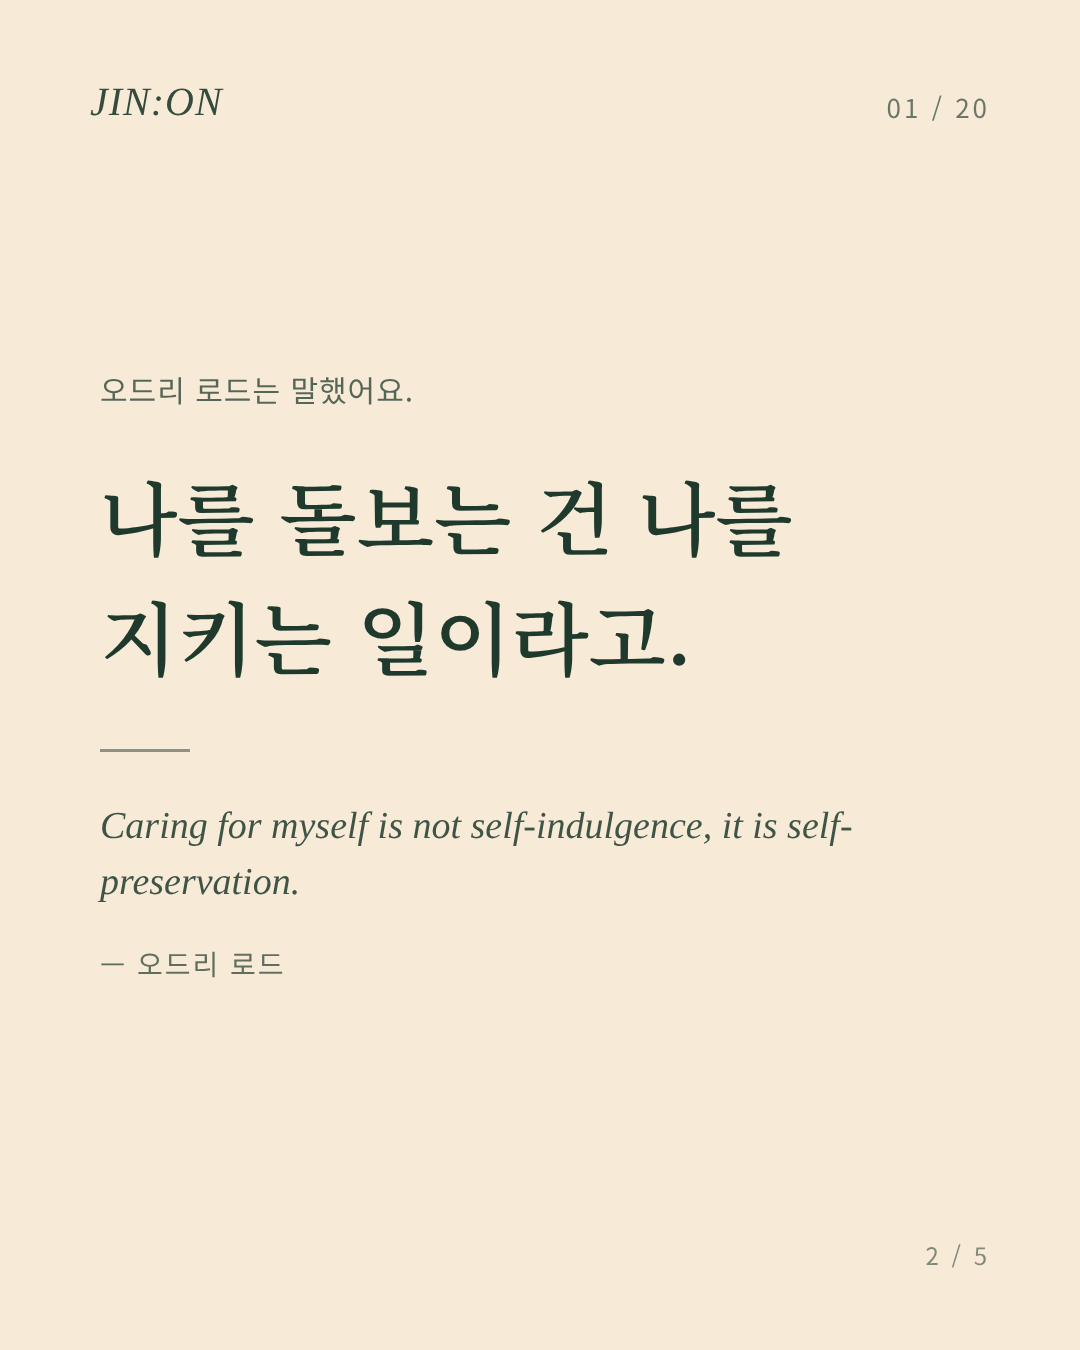 JIN:ON
01 / 20
오드리 로드는 말했어요.
나를 돌보는 건 나를
지키는 일이라고.
Caring for myself is not self-indulgence, it is self-
preservation.
— 오드리 로드
2 / 5